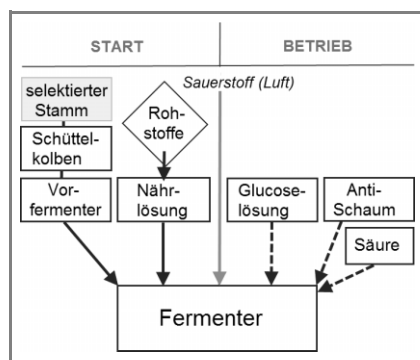 START
BETRIEB
Sauerstoff (Luft)
selektierter
Stamm
Roh-
stoffe
Schüttel-
kolben
Vor-
fermenter
Nähr-
lösung
Glucose-
lösung
Anti-
Schaum
Säure
Fermenter